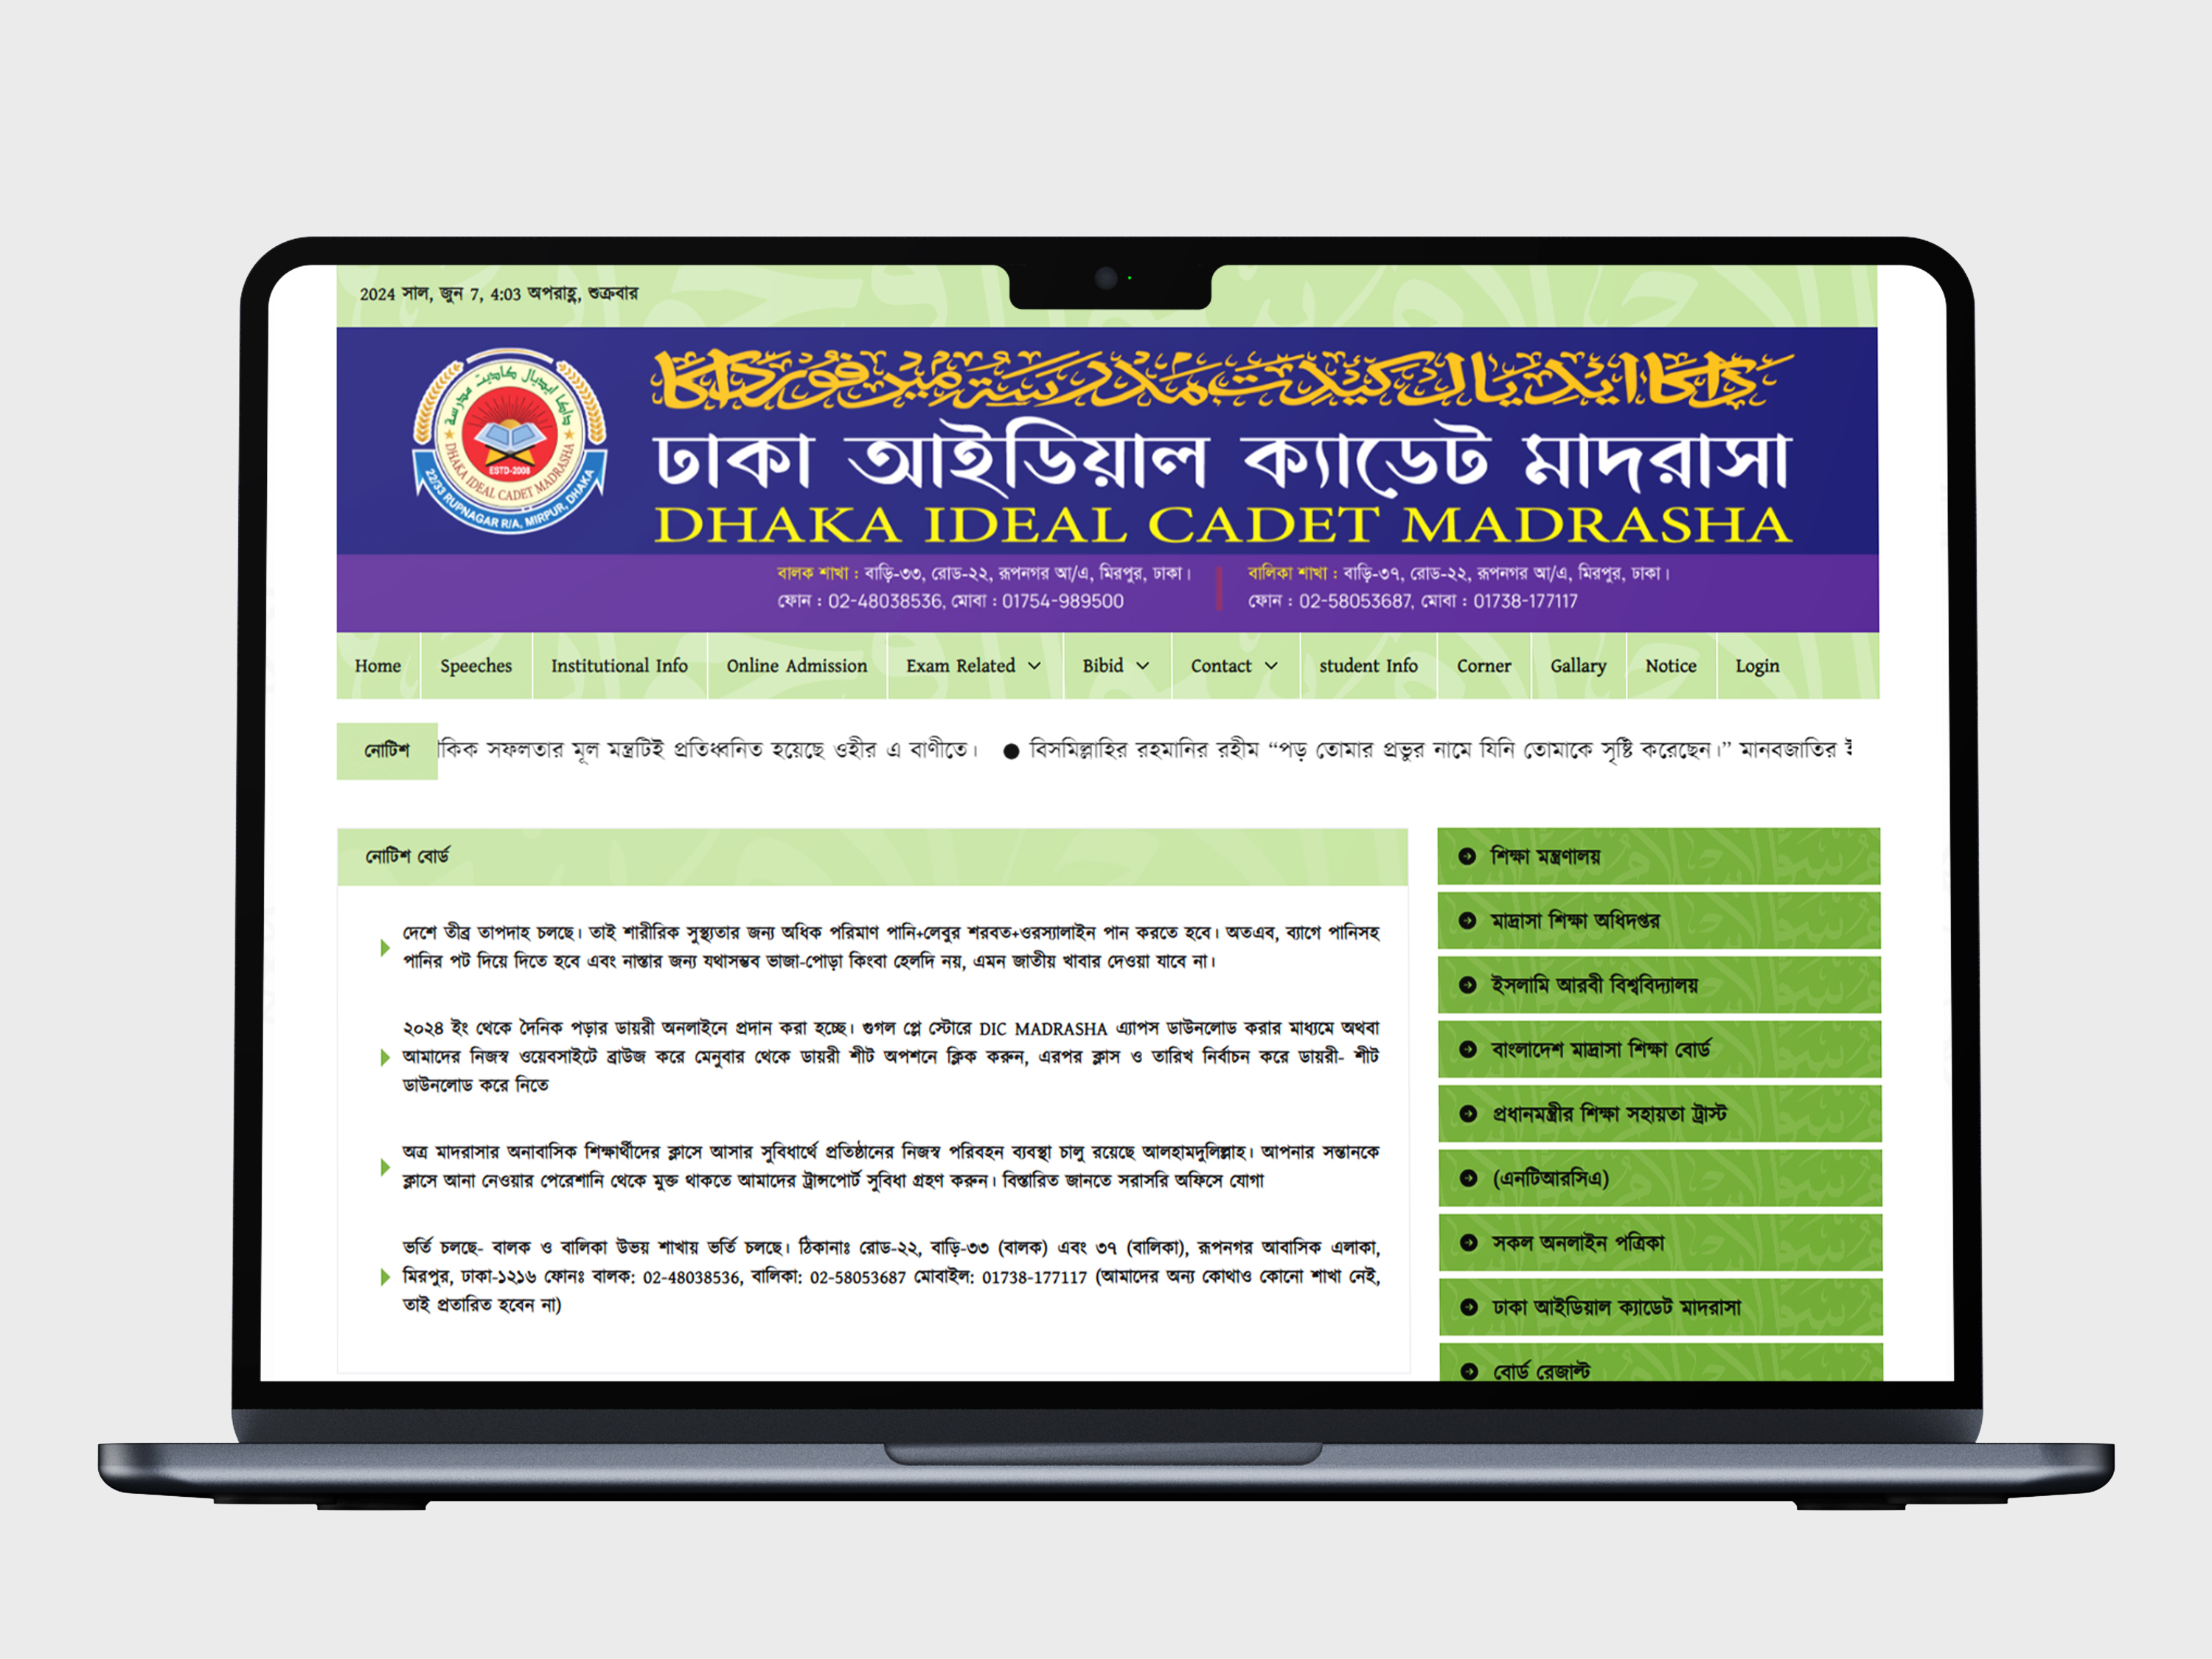 2024 সাল, জুন 7, 4:03 অপরাহ্ণ, শুক্রবার
ঢাকা আইডিয়াল ক্যাডেট মাদরাসা
DHAKA IDEAL CADET MADRASHA
ESTD-2008
DHAKA IDEAL CADET MADRASHA
22/33 RUPNAGAR R/A, MIRPUR, DHAKA
বালক শাখা : বাড়ি-৩৩, রোড-২২, রূপনগর আ/এ, মিরপুর, ঢাকা।
ফোন : 02-48038536, মোবা : 01754-989500
বালিকা শাখা : বাড়ি-৩৭, রোড-২২, রূপনগর আ/এ, মিরপুর, ঢাকা।
ফোন : 02-58053687, মোবা : 01738-177117
Home Speeches Institutional Info Online Admission Exam Related Bibid Contact student Info Corner Gallary Notice Login
নোটিশ
সফলতার মূল মন্ত্রটিই প্রতিধ্বনিত হয়েছে ওহীর এ বাণীতে। ● বিসমিল্লাহির রহমানির রহীম “পড় তোমার প্রভুর নামে যিনি তোমাকে সৃষ্টি করেছেন।” মানবজাতির
নোটিশ বোর্ড
দেশে তীব্র তাপদাহ চলছে। তাই শারীরিক সুস্থ্যতার জন্য অধিক পরিমাণ পানি+লেবুর শরবত+ওরস্যালাইন পান করতে হবে। অতএব, ব্যাগে পানিসহ
পানির পট দিয়ে দিতে হবে এবং নাস্তার জন্য যথাসম্ভব ভাজা-পোড়া কিংবা হেলদি নয়, এমন জাতীয় খাবার দেওয়া যাবে না।
২০২৪ ইং থেকে দৈনিক পড়ার ডায়রী অনলাইনে প্রদান করা হচ্ছে। গুগল প্লে স্টোরে DIC MADRASHA এ্যাপস ডাউনলোড করার মাধ্যমে অথবা
আমাদের নিজস্ব ওয়েবসাইটে ব্রাউজ করে মেনুবার থেকে ডায়রী শীট অপশনে ক্লিক করুন, এরপর ক্লাস ও তারিখ নির্বাচন করে ডায়রী- শীট
ডাউনলোড করে নিতে
অত্র মাদরাসার অনাবাসিক শিক্ষার্থীদের ক্লাসে আসার সুবিধার্থে প্রতিষ্ঠানের নিজস্ব পরিবহন ব্যবস্থা চালু রয়েছে আলহামদুলিল্লাহ। আপনার সন্তানকে
ক্লাসে আনা নেওয়ার পেরেশানি থেকে মুক্ত থাকতে আমাদের ট্রান্সপোর্ট সুবিধা গ্রহণ করুন। বিস্তারিত জানতে সরাসরি অফিসে যোগা
ভর্তি চলছে- বালক ও বালিকা উভয় শাখায় ভর্তি চলছে। ঠিকানাঃ রোড-২২, বাড়ি-৩৩ (বালক) এবং ৩৭ (বালিকা), রূপনগর আবাসিক এলাকা,
মিরপুর, ঢাকা-১২১৬ ফোনঃ বালক: 02-48038536, বালিকা: 02-58053687 মোবাইল: 01738-177117 (আমাদের অন্য কোথাও কোনো শাখা নেই,
তাই প্রতারিত হবেন না)
শিক্ষা মন্ত্রণালয়
মাদ্রাসা শিক্ষা অধিদপ্তর
ইসলামি আরবী বিশ্ববিদ্যালয়
বাংলাদেশ মাদ্রাসা শিক্ষা বোর্ড
প্রধানমন্ত্রীর শিক্ষা সহায়তা ট্রাস্ট
(এনটিআরসিএ)
সকল অনলাইন পত্রিকা
ঢাকা আইডিয়াল ক্যাডেট মাদরাসা
বোর্ড রেজাল্ট